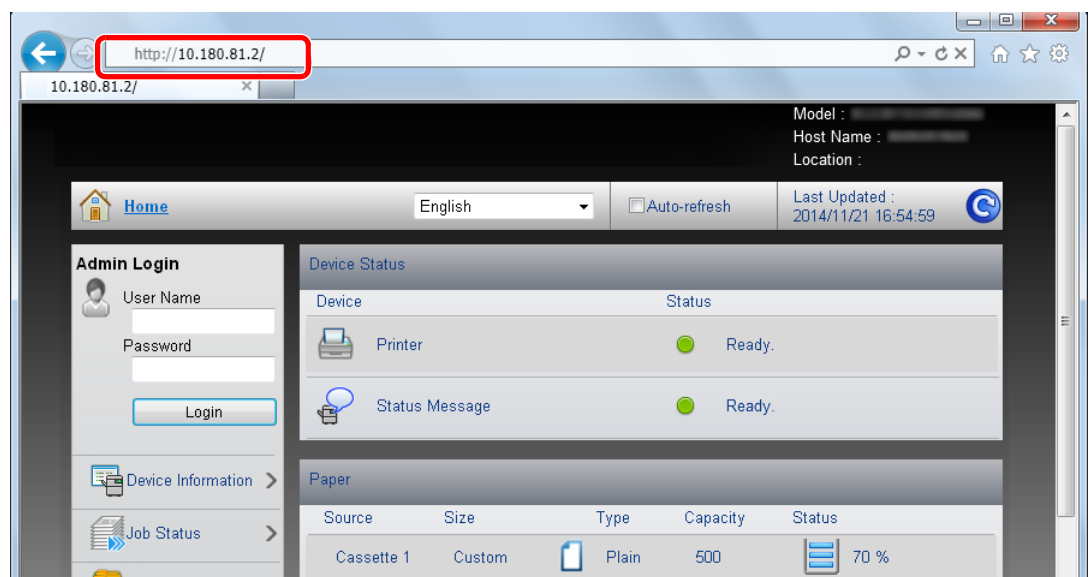 http://10.180.81.2/
10.180.81.2/
Model :
Host Name :
Location :
Home
English
Auto-refresh
Last Updated :
2014/11/21 16:54:59
Admin Login
User Name
Password
Login
Device Information
Job Status
Device Status
Device Status
Printer Ready.
Status Message Ready.
Paper
Source Size Type Capacity Status
Cassette 1 Custom Plain 500 70 %